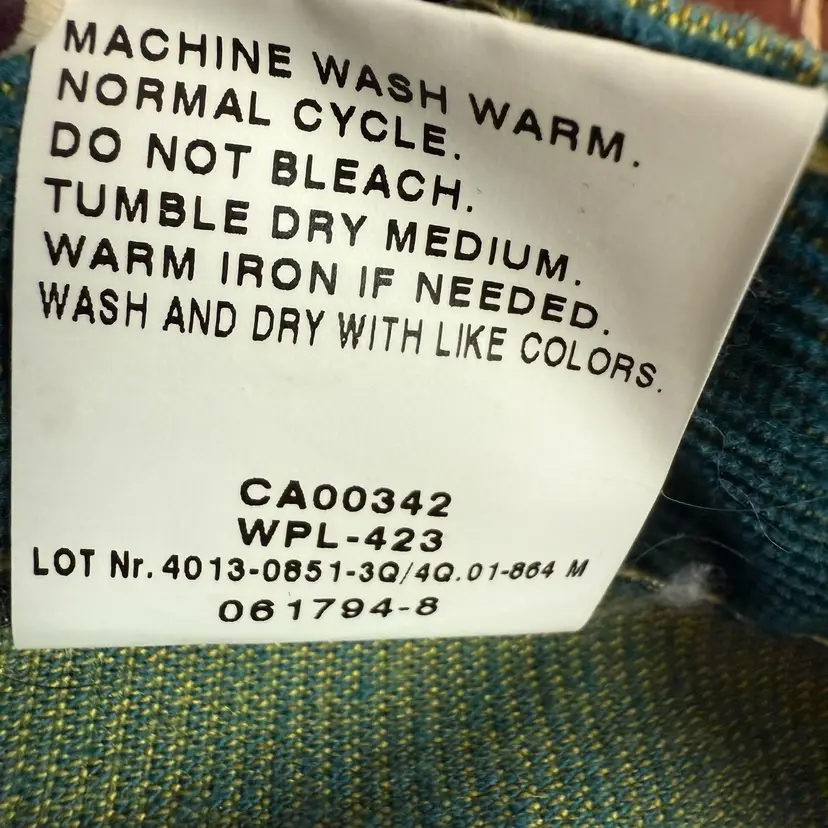 MACHINE WASH WARM.
NORMAL CYCLE.
DO NOT BLEACH.
TUMBLE DRY MEDIUM.
WARM IRON IF NEEDED.
WASH AND DRY WITH LIKE COLORS.
CA00342
WPL-423
LOT Nr. 4013-0851-3Q/4Q.01-864 M
061794-8